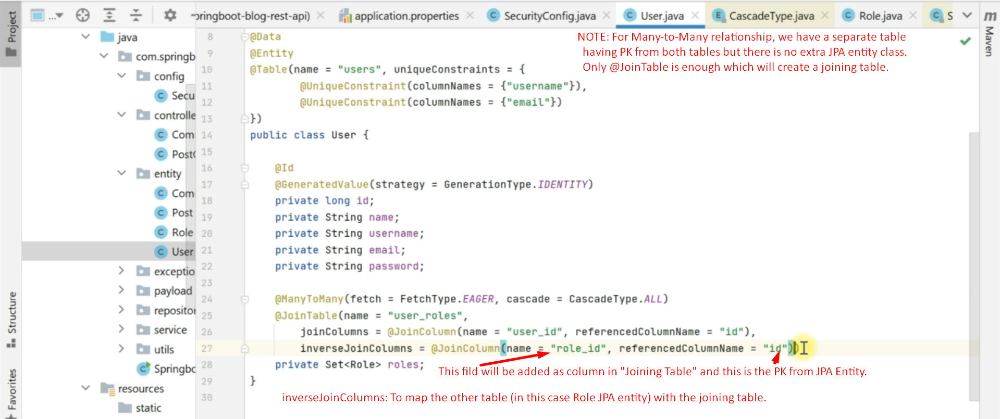 Project
...
pringboot-blog-rest-api)
application.properties
SecurityConfig.java
User.java
CascadeType.java
Role.java
S
Maven
java
com.springb
config
Secu
controlle
Com
Post
entity
Com
Post
Role
User
exceptio
payload
repositor
service
utils
Springbo
resources
static
Structure
Favorites
NOTE: For Many-to-Many relationship, we have a separate table
having PK from both tables but there is no extra JPA entity class.
Only @JoinTable is enough which will create a joining table.
8 @Data
9 @Entity
10 @Table(name = "users", uniqueConstraints = {
11 @UniqueConstraint(columnNames = {"username"}),
12 @UniqueConstraint(columnNames = {"email"})
13 })
14 public class User {
15
16 @Id
17 @GeneratedValue(strategy = GenerationType.IDENTITY)
18 private long id;
19 private String name;
20 private String username;
21 private String email;
22 private String password;
23
24 @ManyToMany(fetch = FetchType.EAGER, cascade = CascadeType.ALL)
25 @JoinTable(name = "user_roles",
26 joinColumns = @JoinColumn(name = "user_id", referencedColumnName = "id"),
27 inverseJoinColumns = @JoinColumn(name = "role_id", referencedColumnName = "id"))
28 private Set<Role> roles;
This fild will be added as column in "Joining Table" and this is the PK from JPA Entity.
29 }
inverseJoinColumns: To map the other table (in this case Role JPA entity) with the joining table.
30